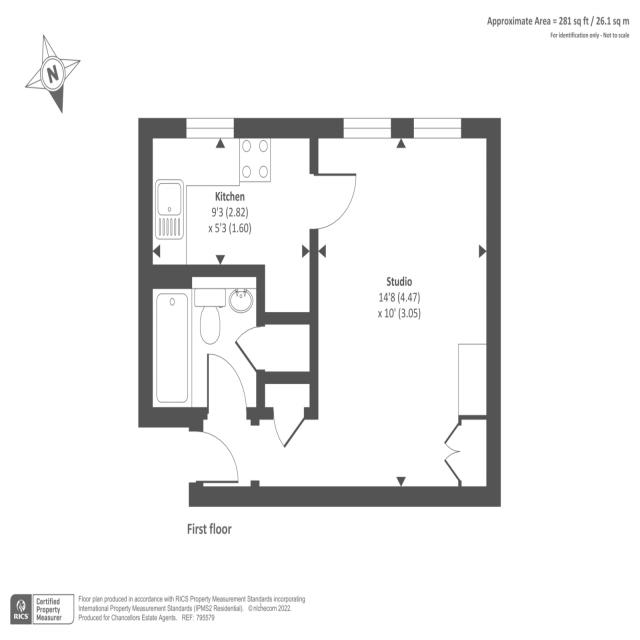 Approximate Area = 281 sq ft / 26.1 sq m
For identification only - Not to scale
N
Kitchen
9'3 (2.82)
x 5'3 (1.60)
Studio
14'8 (4.47)
x 10' (3.05)
First floor
RICS
Certified
Property
Measurer
Floor plan produced in accordance with RICS Property Measurement Standards incorporating
International Property Measurement Standards (IPMS2 Residential). © nichecom 2022.
Produced for Chancellors Estate Agents. REF: 795579